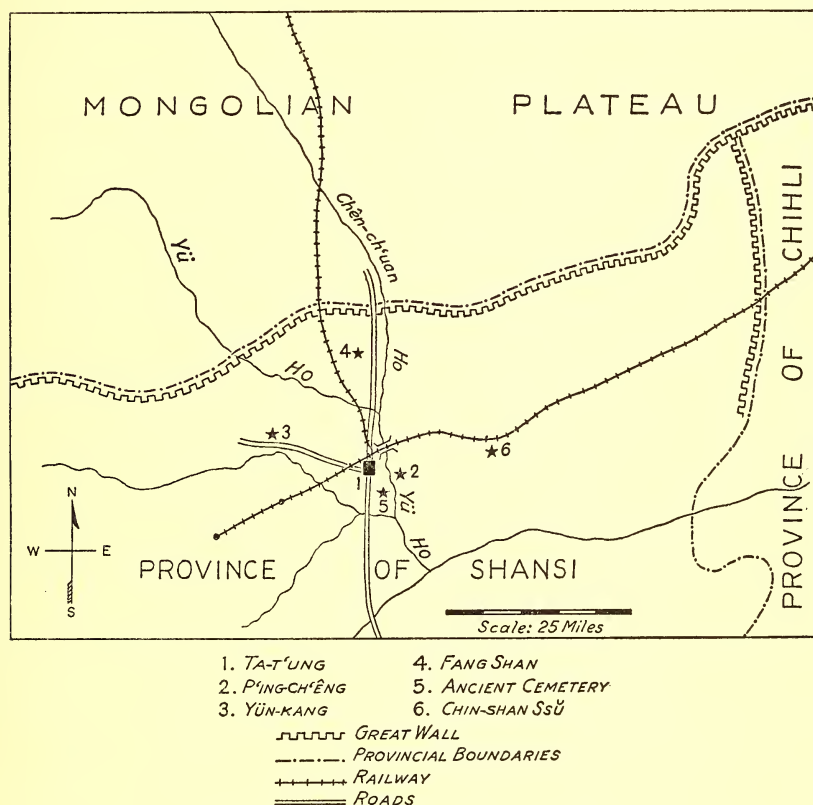 MONGOLIAN PLATEAU
Chên-ch‘uan
Ho
Yü
Ho
4
3
6
1
2
5
Yü
Ho
N
W E
S
PROVINCE OF SHANSI
PROVINCE OF CHIHLI
Scale: 25 Miles
1. TA-T‘UNG 4. FANG SHAN
2. P‘ING-CH‘ÊNG 5. ANCIENT CEMETERY
3. YÜN-KANG 6. CHIN-SHAN SSŬ
GREAT WALL
PROVINCIAL BOUNDARIES
RAILWAY
ROADS